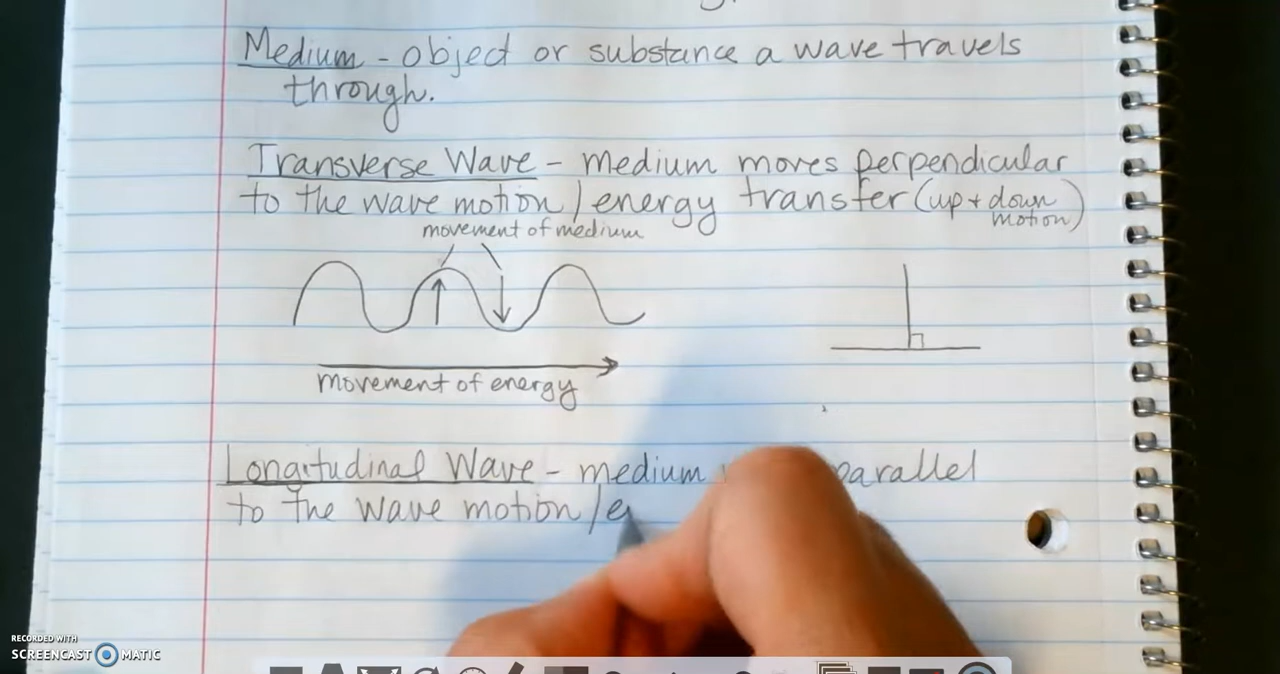 Medium - object or substance a wave travels
through.
Transverse Wave - medium moves perpendicular
to the wave motion / energy transfer (up + down
motion)
movement of medium
movement of energy
Longitudinal Wave - medium parallel
to the wave motion / e
RECORDED WITH
SCREENCAST MATIC